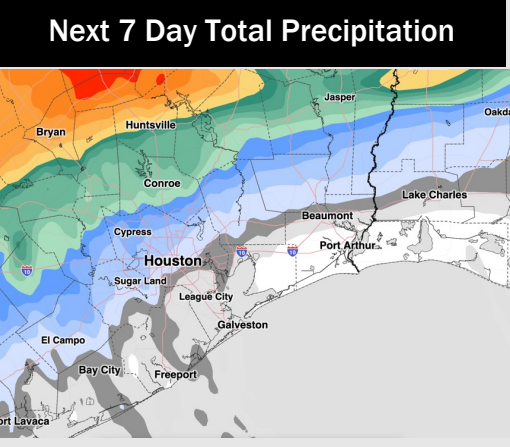 Next 7 Day Total Precipitation
Jasper
Oakda
Bryan
Huntsville
Conroe
Lake Charles
Beaumont
Cypress
Port Arthur
Houston
10
10
10
Sugar Land
League City
Galveston
El Campo
Bay City
Freeport
ort Lavaca